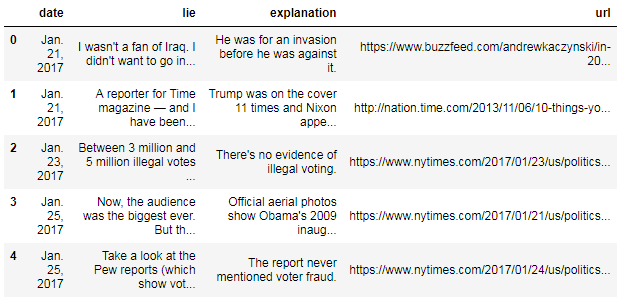 date lie explanation url
0 Jan. 21, 2017 I wasn't a fan of Iraq. I didn't want to go in... He was for an invasion before he was against it. https://www.buzzfeed.com/andrewkaczynski/in-20...
1 Jan. 21, 2017 A reporter for Time magazine — and I have been... Trump was on the cover 11 times and Nixon appe... http://nation.time.com/2013/11/06/10-things-yo...
2 Jan. 23, 2017 Between 3 million and 5 million illegal votes ... There's no evidence of illegal voting. https://www.nytimes.com/2017/01/23/us/politics...
3 Jan. 25, 2017 Now, the audience was the biggest ever. But th... Official aerial photos show Obama's 2009 inaug... https://www.nytimes.com/2017/01/21/us/politics...
4 Jan. 25, 2017 Take a look at the Pew reports (which show vot... The report never mentioned voter fraud. https://www.nytimes.com/2017/01/24/us/politics...